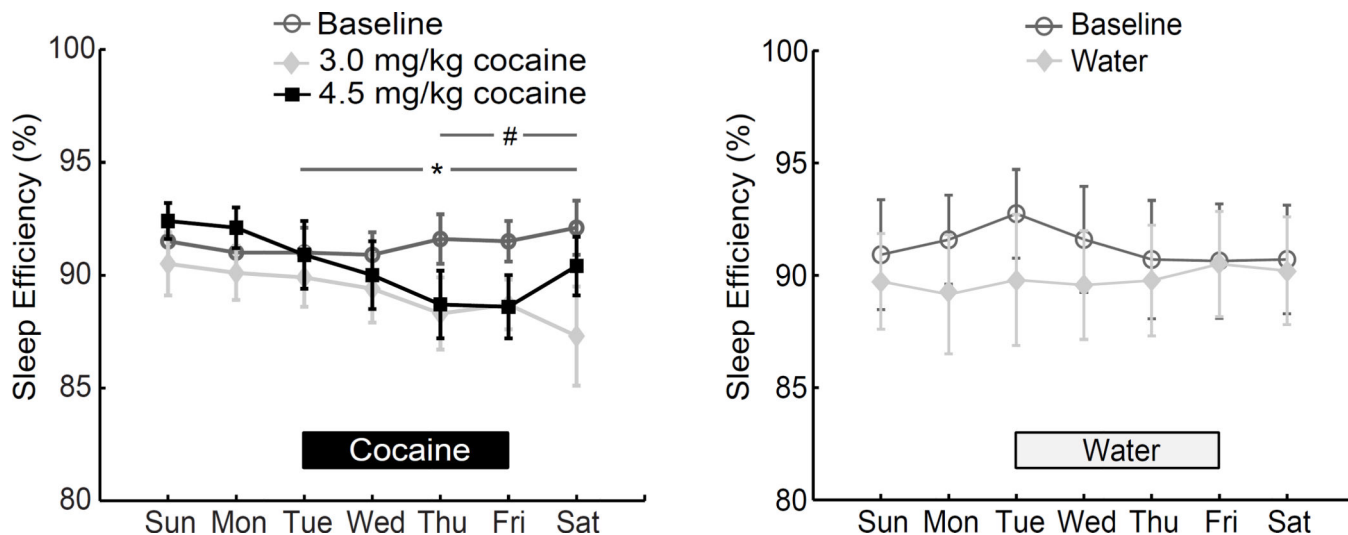 Baseline
3.0 mg/kg cocaine
4.5 mg/kg cocaine
100
95
90
85
80
Sleep Efficiency (%)
#
*
Cocaine
Sun Mon Tue Wed Thu Fri Sat
Baseline
Water
100
95
90
85
80
Sleep Efficiency (%)
Water
Sun Mon Tue Wed Thu Fri Sat